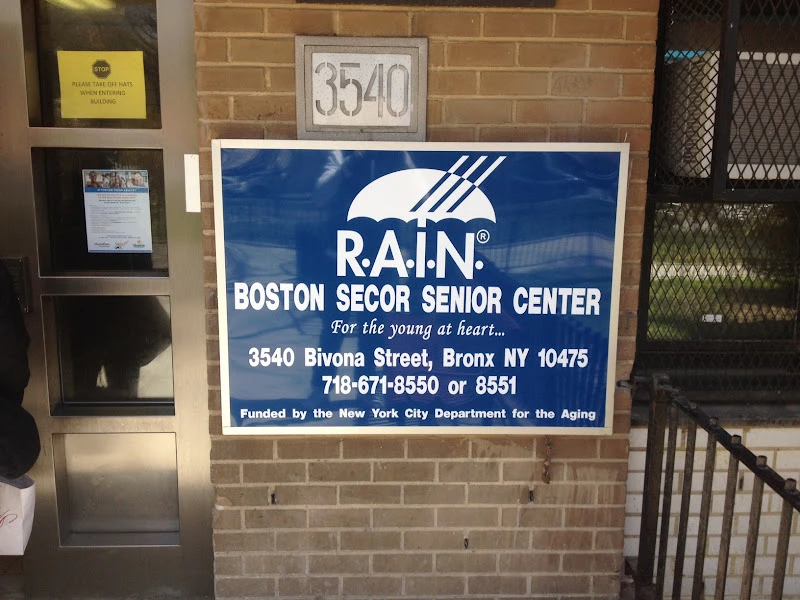 STOP
PLEASE TAKE OFF HATS
WHEN ENTERING
BUILDING
3540
R·A·I·N·®
BOSTON SECOR SENIOR CENTER
For the young at heart...
3540 Bivona Street, Bronx NY 10475
718-671-8550 or 8551
Funded by the New York City Department for the Aging